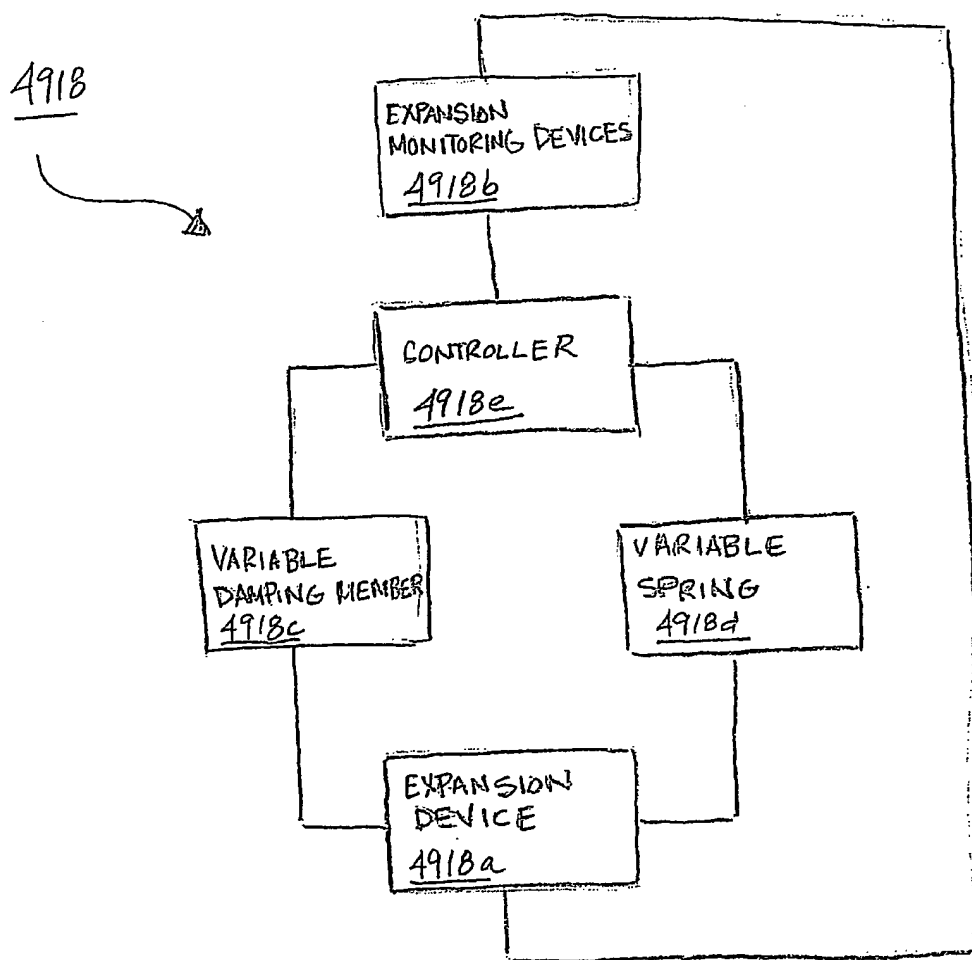 4918
EXPANSION
MONITORING DEVICES
4918b
CONTROLLER
4918e
VARIABLE
DAMPING MEMBER
4918c
VARIABLE
SPRING
4918d
EXPANSION
DEVICE
4918a